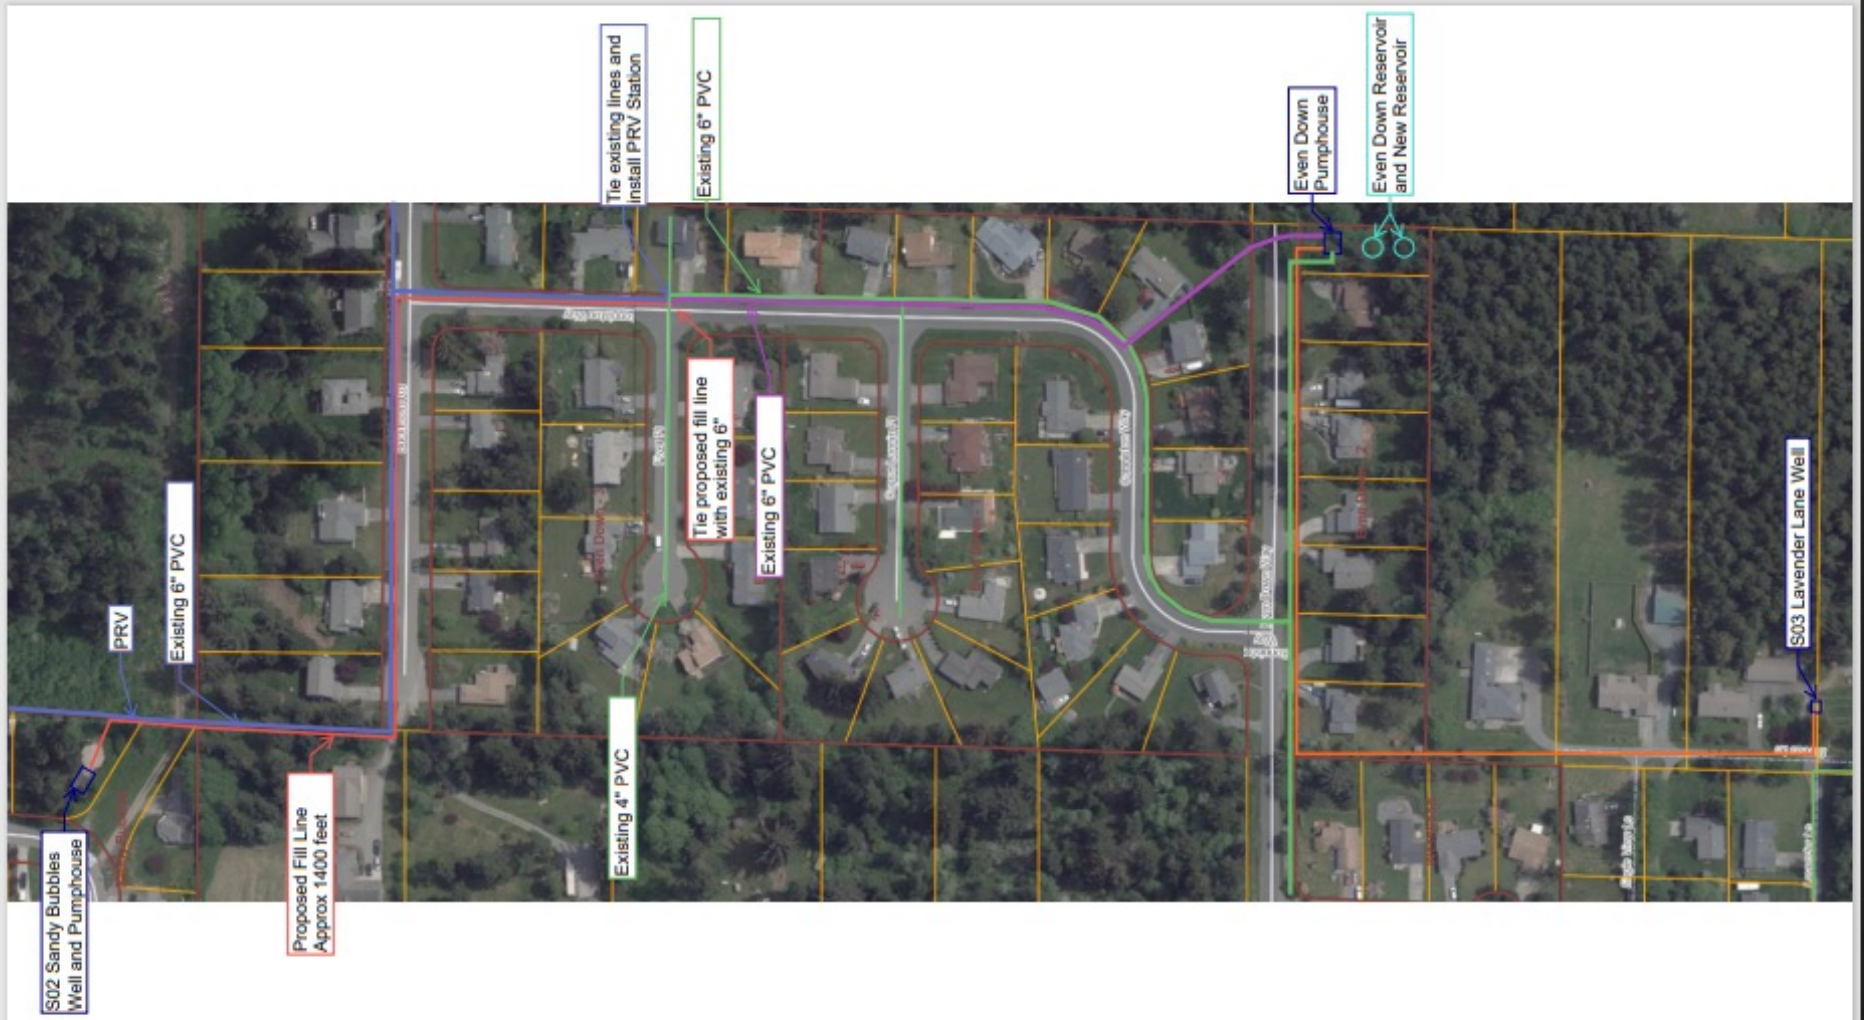 S02 Sandy Bubbles
Well and Pumphouse
PRV
Existing 6" PVC
Proposed Fill Line
Approx 1400 feet
Tie existing lines and
install PRV Station
Existing 6" PVC
Existing 4" PVC
Tie proposed fill line
with existing 6"
Existing 6" PVC
Even Down
Pumphouse
Even Down Reservoir
and New Reservoir
S03 Lavender Lane Well